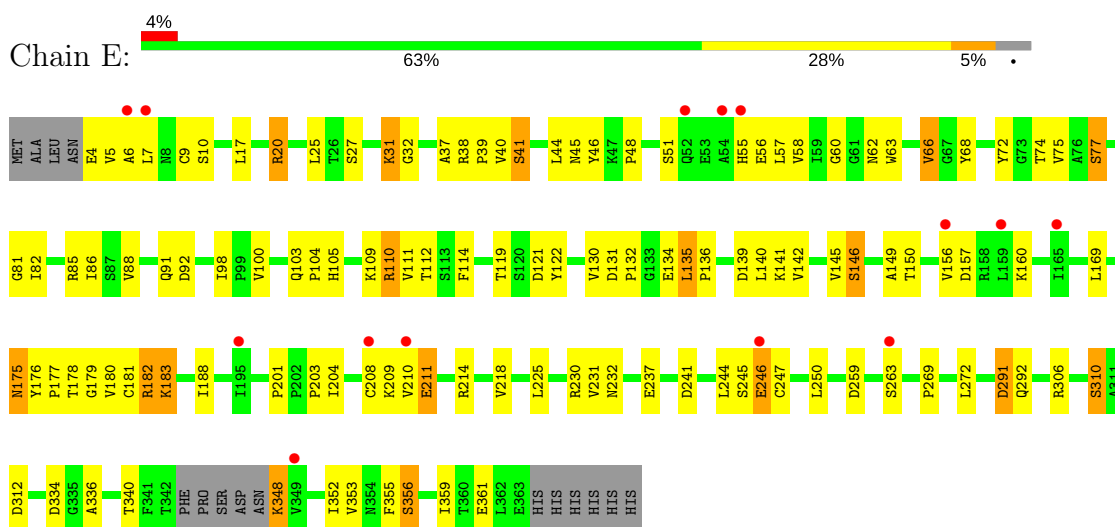 4%
Chain E:
63% 28% 5% •
MET ALA LEU ASN E4 V5 A6 L7 N8 C9 S10 L17 R20 L25 T26 S27 K31 G32 A37 R38 P39 V40 S41 L44 N45 Y46 K47 P48 S51 Q52 E53 A54 H55 E56 L57 V58 I59 G60 G61 N62 W63 V66 G67 Y68 Y72 G73 T74 V75 A76 S77
G81 I82 R85 I86 S87 V88 Q91 D92 I98 P99 V100 Q103 P104 H105 K109 R110 V111 T112 S113 F114 T119 S120 D121 Y122 V130 D131 P132 G133 E134 L135 P136 D139 L140 K141 V142 V145 S146 A149 T150 V156 D157 R158 L159 K160 I165 L169
N175 Y176 P177 T178 G179 V180 C181 R182 K183 I188 I195 P201 P202 P203 I204 C208 K209 V210 E211 R214 V218 L225 R230 V231 N232 E237 D241 L244 S245 E246 C247 L250 D259 S263 P269 L272 D291 Q292 R306 S310 A311
D312 D334 G335 A336 T340 F341 T342 PHE PRO SER ASP ASN K348 V349 I352 V353 N354 F355 S356 I359 T360 E361 L362 E363 HIS HIS HIS HIS HIS HIS